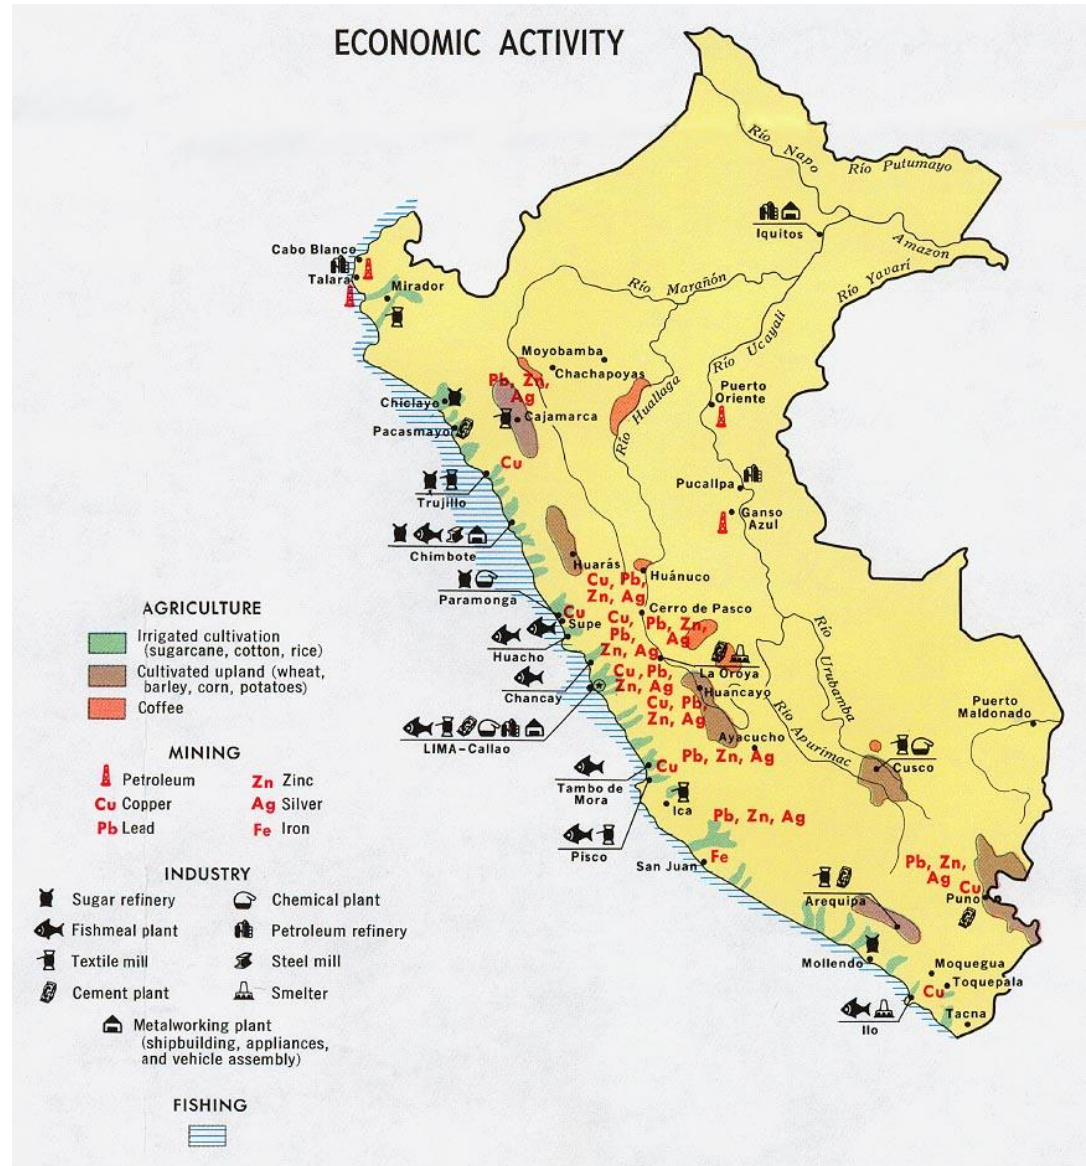 ECONOMIC ACTIVITY
Río Napo
Río Putumayo
Iquitos
Amazon
Río Yavarí
Cabo Blanco
Talara
Mirador
Río Marañón
Río Ucayali
Moyobamba
Chachapoyas
Río Huallaga
Pb, Zn,
Ag
Puerto
Oriente
Chiclayo
Cajamarca
Pacasmayo
Cu
Pucallpa
Trujillo
Ganso
Azul
Chimbote
Huarás
Huánuco
Cu, Pb,
Zn, Ag
Paramonga
Cu
Supe
Cerro de Pasco
Cu,
Pb,
Zn, Ag
Pb, Zn,
Ag
Río Urubamba
Huacho
La Oroya
Chancay
Cu, Pb,
Zn, Ag
Huancayo
Cu, Pb,
Zn, Ag
Río Apurimac
Puerto
Maldonado
LIMA-Callao
Ayacucho
Pb, Zn, Ag
Cusco
Cu
Tambo de
Mora
Ica
Pb, Zn, Ag
Pisco
San Juan
Fe
Pb, Zn,
Ag
Cu
Puno
Arequipa
Mollendo
Moquegua
Toquepala
Cu
Ilo
Tacna
AGRICULTURE
Irrigated cultivation
(sugarcane, cotton, rice)
Cultivated upland (wheat,
barley, corn, potatoes)
Coffee
MINING
Petroleum
Zn Zinc
Cu Copper
Ag Silver
Pb Lead
Fe Iron
INDUSTRY
Sugar refinery
Chemical plant
Fishmeal plant
Petroleum refinery
Textile mill
Steel mill
Cement plant
Smelter
Metalworking plant
(shipbuilding, appliances,
and vehicle assembly)
FISHING